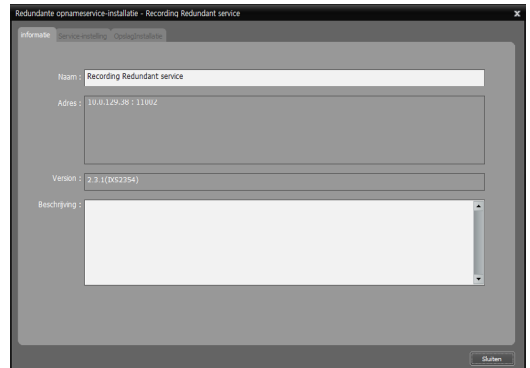 Redundante opnameservice-installatie - Recording Redundant service X
informatie Service instelling Opslaginstallatie
Naam : Recording Redundant service
Adres : 10.0.129.38 : 11002
Version : 2.3.1(IX52354)
Beschrijving :
Sluiten